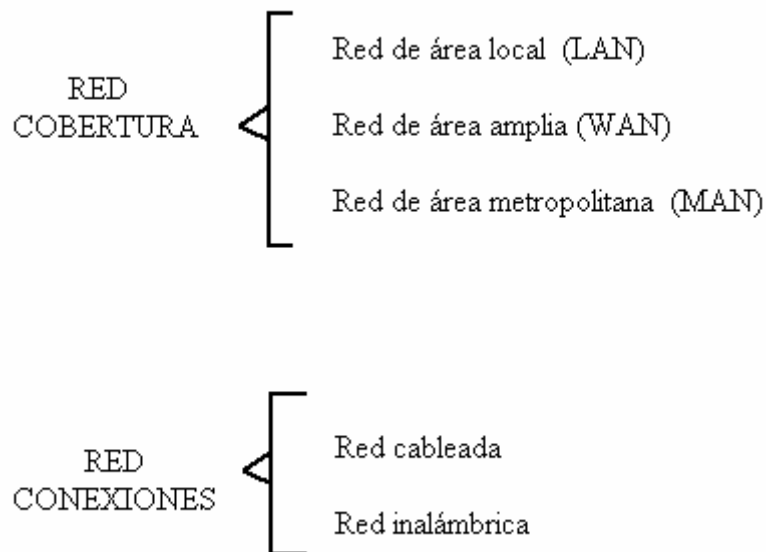 RED
COBERTURA
Red de área local (LAN)
Red de área amplia (WAN)
Red de área metropolitana (MAN)
RED
CONEXIONES
Red cableada
Red inalámbrica